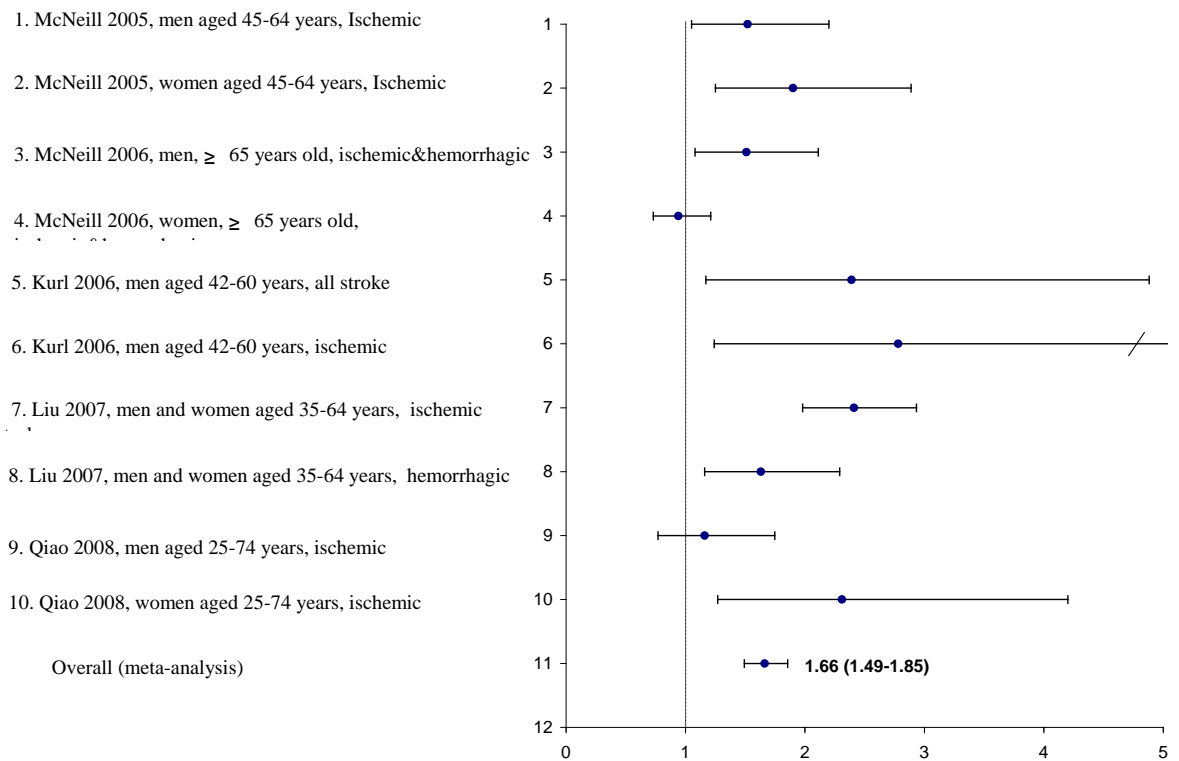 1. McNeill 2005, men aged 45-64 years, Ischemic
1
2. McNeill 2005, women aged 45-64 years, Ischemic
2
3. McNeill 2006, men, ≥ 65 years old, ischemic&hemorrhagic
3
4. McNeill 2006, women, ≥ 65 years old,
4
5. Kurl 2006, men aged 42-60 years, all stroke
5
6. Kurl 2006, men aged 42-60 years, ischemic
6
7. Liu 2007, men and women aged 35-64 years, ischemic
7
8. Liu 2007, men and women aged 35-64 years, hemorrhagic
8
9. Qiao 2008, men aged 25-74 years, ischemic
9
10. Qiao 2008, women aged 25-74 years, ischemic
10
Overall (meta-analysis)
11
1.66 (1.49-1.85)
12
0 1 2 3 4 5